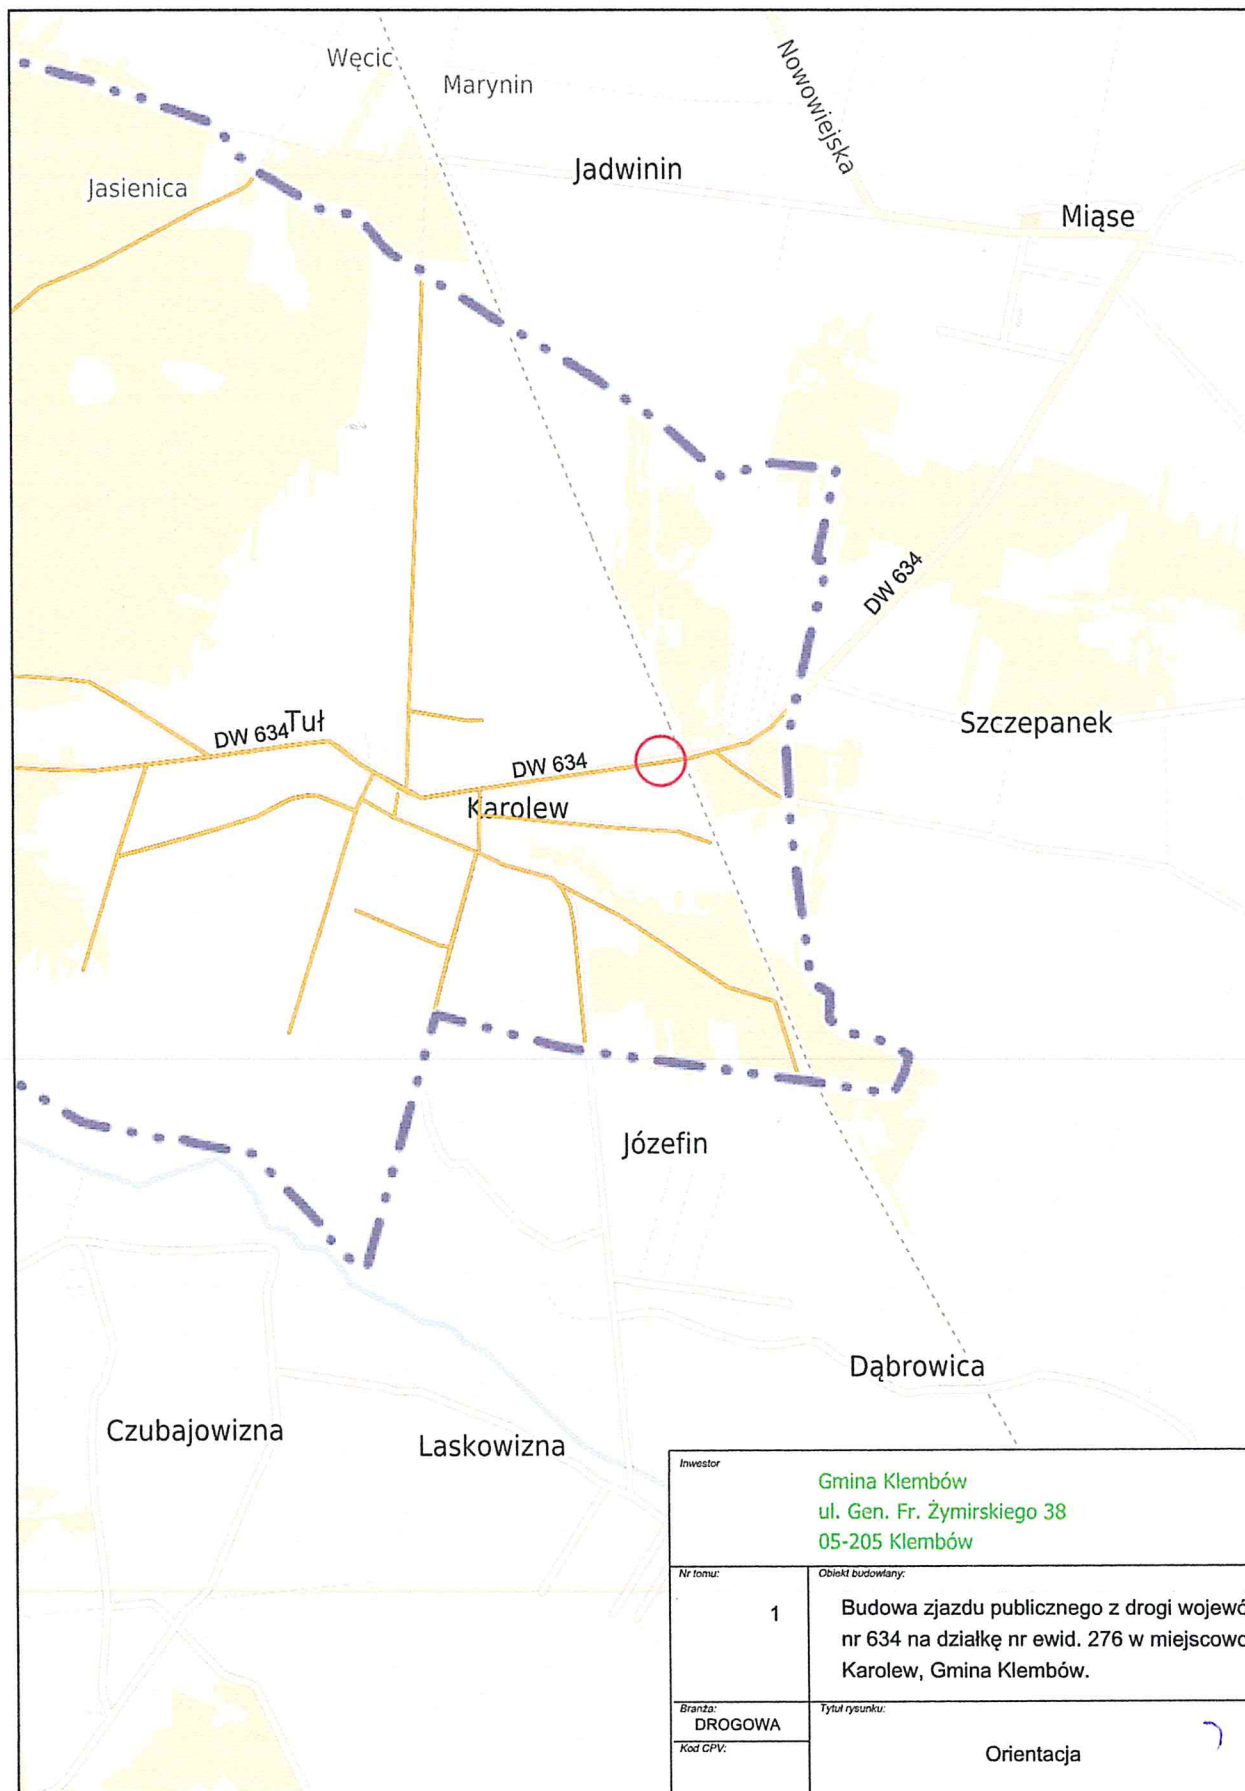 Węcic
Marynin
Nowowiejska
Jadwinin
Jasienica
Miąse
DW 634
DW 634
Tuł
Szczepanek
DW 634
Karolew
Józefin
Dąbrowica
Czubajowizna
Laskowizna
Inwestor
Gmina Klembów
ul. Gen. Fr. Żymirskiego 38
05-205 Klembów
Nr tomu:
1
Obiekt budowlany:
Budowa zjazdu publicznego z drogi wojewó
nr 634 na działkę nr ewid. 276 w miejscowo
Karolew, Gmina Klembów.
Branża:
DROGOWA
Tytuł rysunku:
Kod CPV:
Orientacja